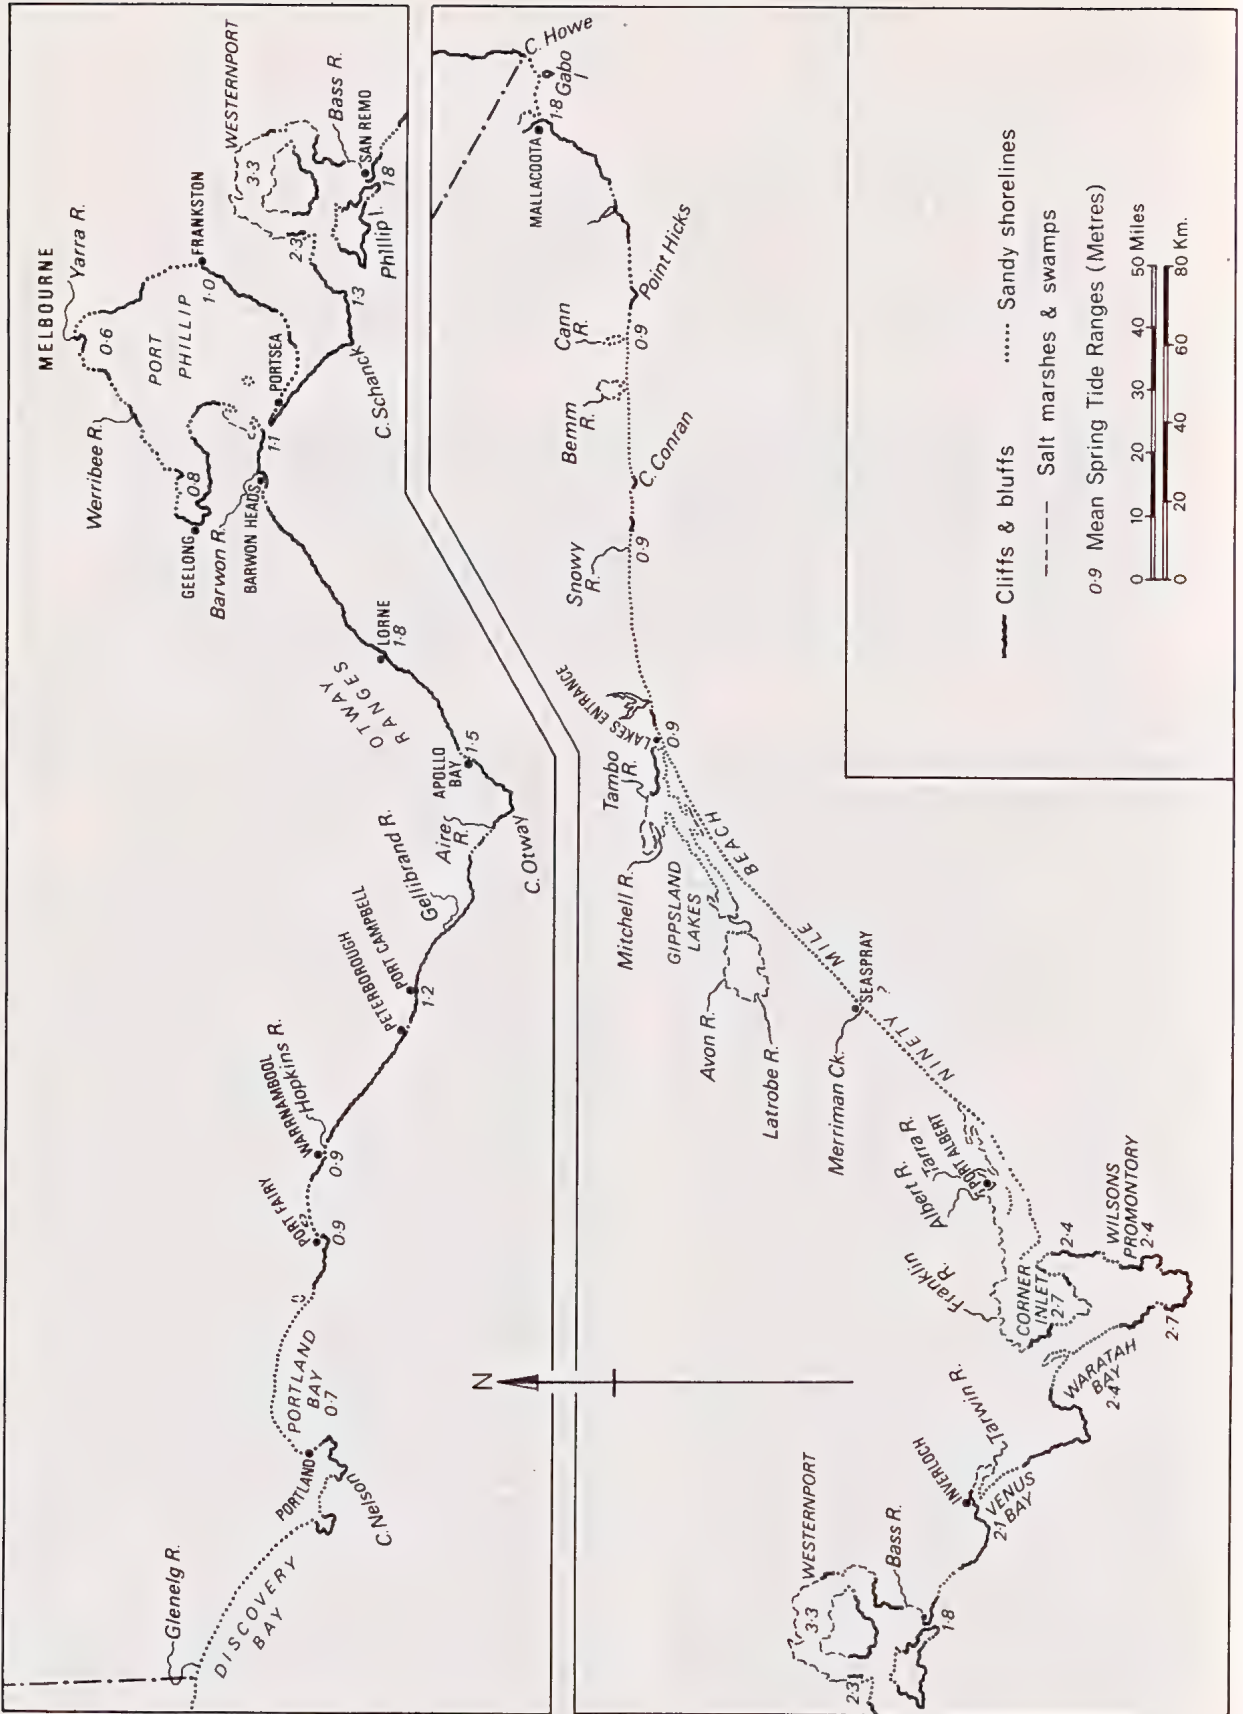 Glenelg R.
DISCOVERY
BAY
PORTLAND
C. Nelson
PORTLAND
BAY
0·7
PORT FAIRY
0·9
WARRNAMBOOL
Hopkins R.
0·9
PETERBOROUGH
PORT CAMPBELL
1·2
Gellibrand R.
Aire
R.
C. Otway
APOLLO
BAY
1·5
OTWAY
RANGES
LORNE
1·8
GEELONG
Barwon R.
BARWON HEADS
0·8
Werribee R.
MELBOURNE
Yarra R.
0·6
PORT
PHILLIP
FRANKSTON
1·0
PORTSEA
1·1
C. Schanck
1·3
WESTERNPORT
3·3
2·3
Bass R.
SAN REMO
1·8
Phillip I.
N
WESTERNPORT
3·3
2·3
Bass R.
1·8
INVERLOCH
Tarwin R.
VENUS
BAY
2·1
WARATAH
BAY
2·4
CORNER
INLET
2·7
Franklin
R.
Albert R.
Tarra R.
PORT ALBERT
2·4
WILSONS
PROMONTORY
2·4
2·7
NINETY MILE BEACH
Merriman Ck.
SEASPRAY
?
Latrobe R.
Avon R.
GIPPSLAND
LAKES
Mitchell R.
Tambo
R.
LAKES ENTRANCE
0·9
Snowy
R.
0·9
C. Conran
Bemm
R.
Cann
R.
0·9
Point Hicks
MALLACOOTA
1·8
Gabo
I
C. Howe
Cliffs & bluffs
Sandy shorelines
Salt marshes & swamps
0·9 Mean Spring Tide Ranges (Metres)
0 10 20 30 40 50 Miles
0 20 40 60 80 Km.